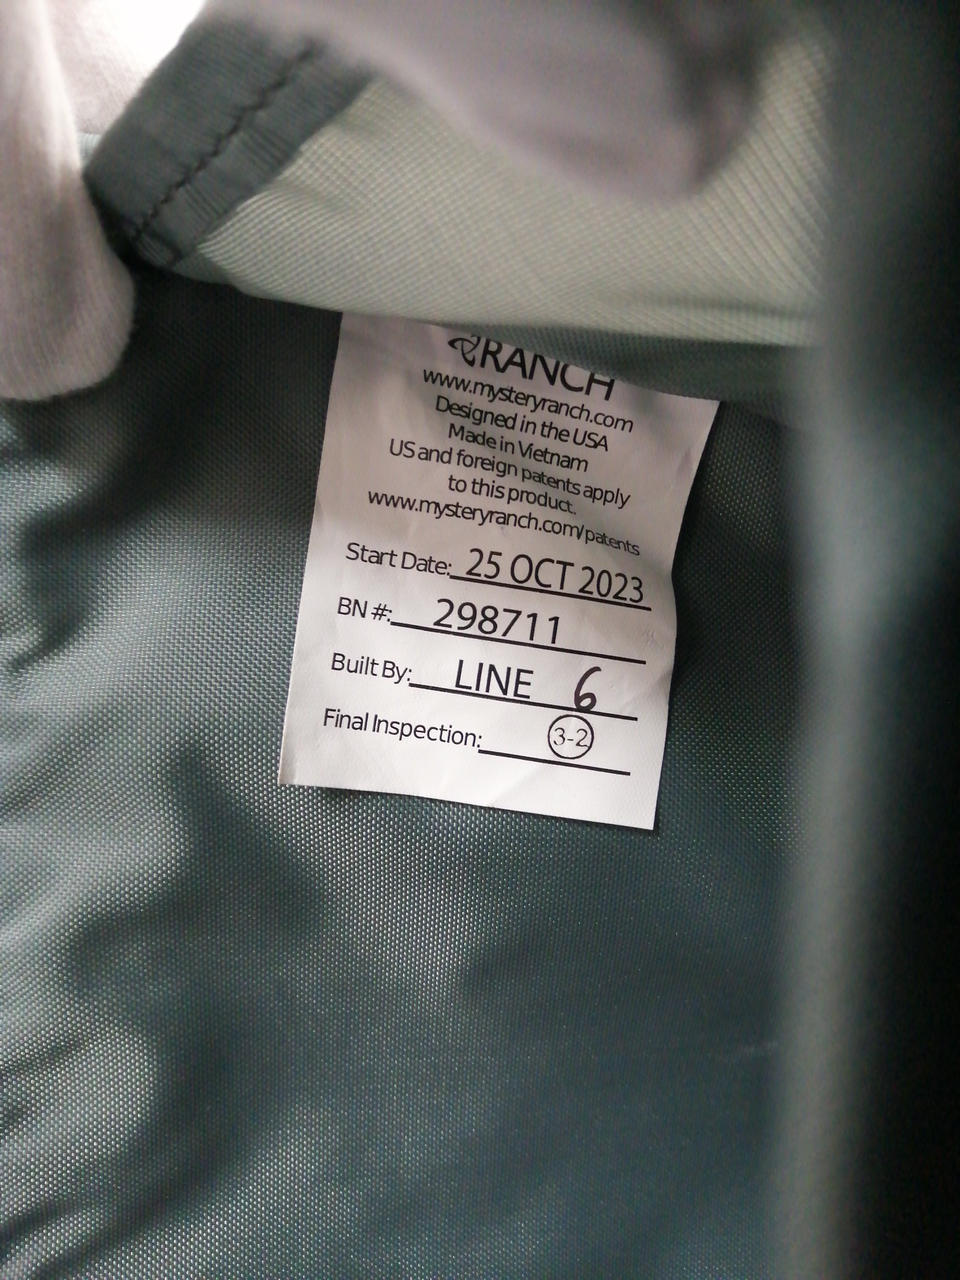 RANCH
www.mysteryranch.com
Designed in the USA
Made in Vietnam
US and foreign patents apply
to this product.
www.mysteryranch.com/patents
Start Date: 25 OCT 2023
BN #: 298711
Built By: LINE 6
Final Inspection: 3-2